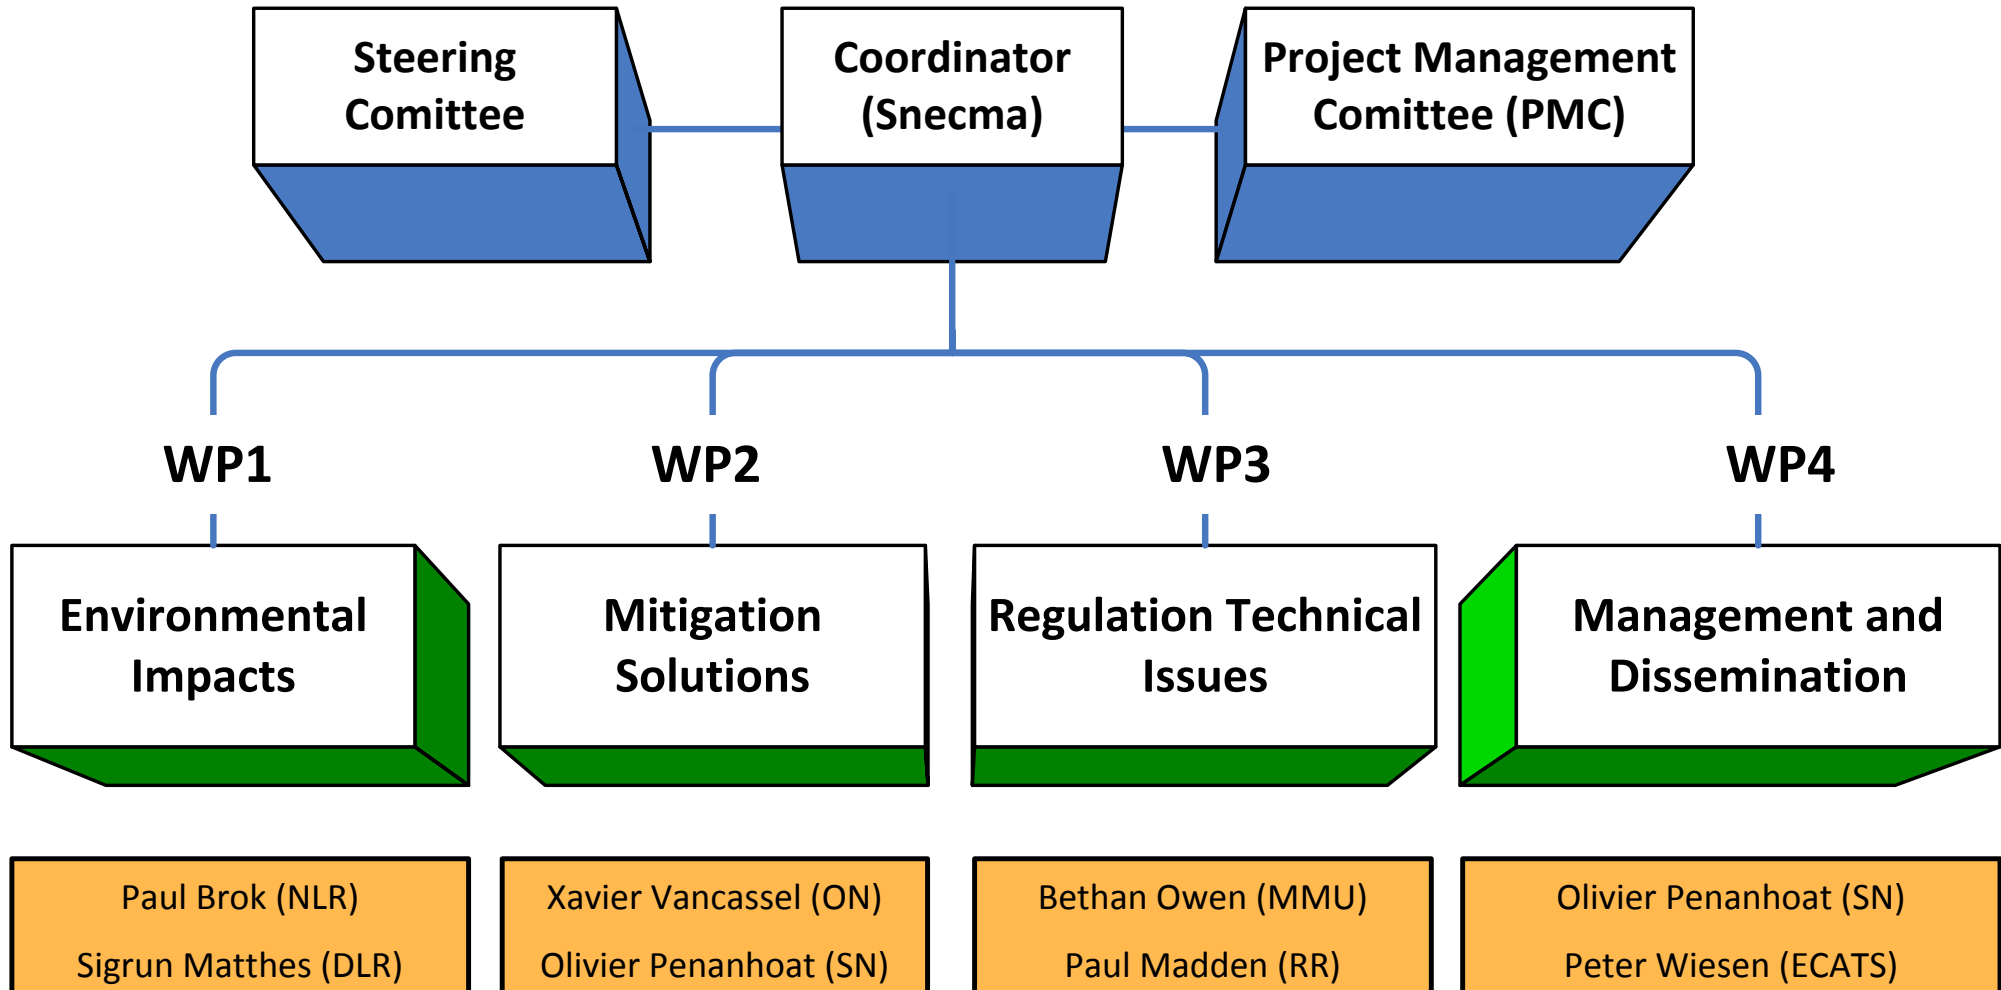 Steering
Comittee
Coordinator
(Snecma)
Project Management
Comittee (PMC)
WP1
WP2
WP3
WP4
Environmental
Impacts
Mitigation
Solutions
Regulation Technical
Issues
Management and
Dissemination
Paul Brok (NLR)
Sigrun Matthes (DLR)
Xavier Vancassel (ON)
Olivier Penanhoat (SN)
Bethan Owen (MMU)
Paul Madden (RR)
Olivier Penanhoat (SN)
Peter Wiesen (ECATS)